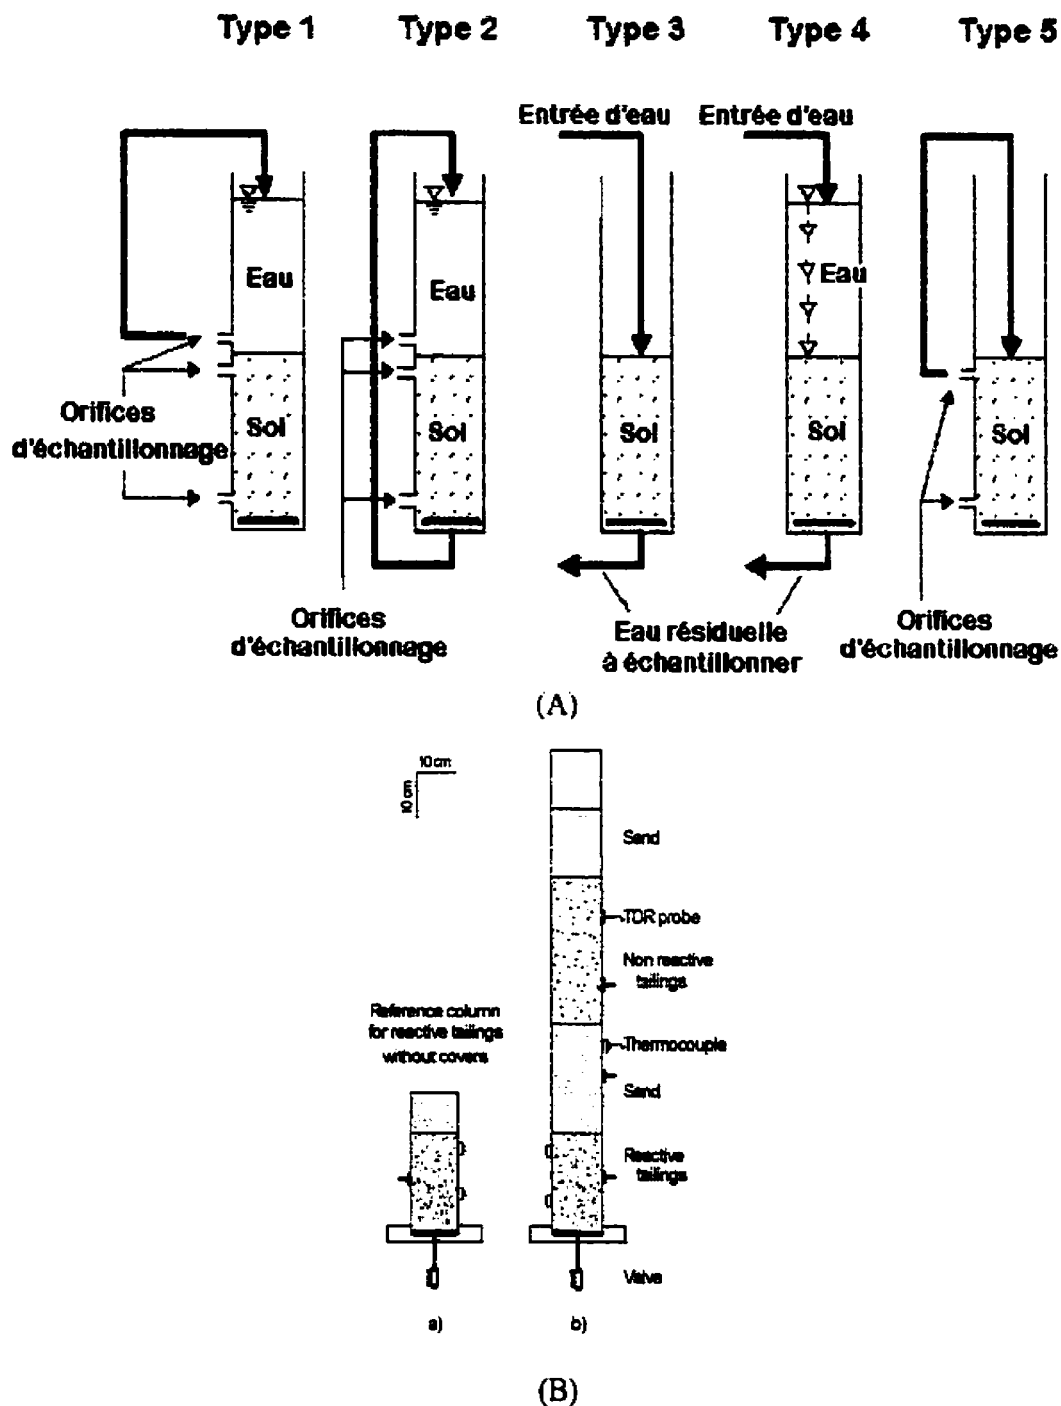 Type 1 Type 2 Type 3 Type 4 Type 5
Entrée d'eau Entrée d'eau
Eau Eau Eau
Orifices
d'échantillonnage
Sol Sol Sol Sol Sol
Orifices
d'échantillonnage
Eau résiduelle
à échantillonner
Orifices
d'échantillonnage
(A)
10 cm
10 cm
Sand
TDR probe
Non reactive
tailings
Reference column
for reactive tailings
without covers
Thermocouple
Sand
Reactive
tailings
Valve
a) b)
(B)